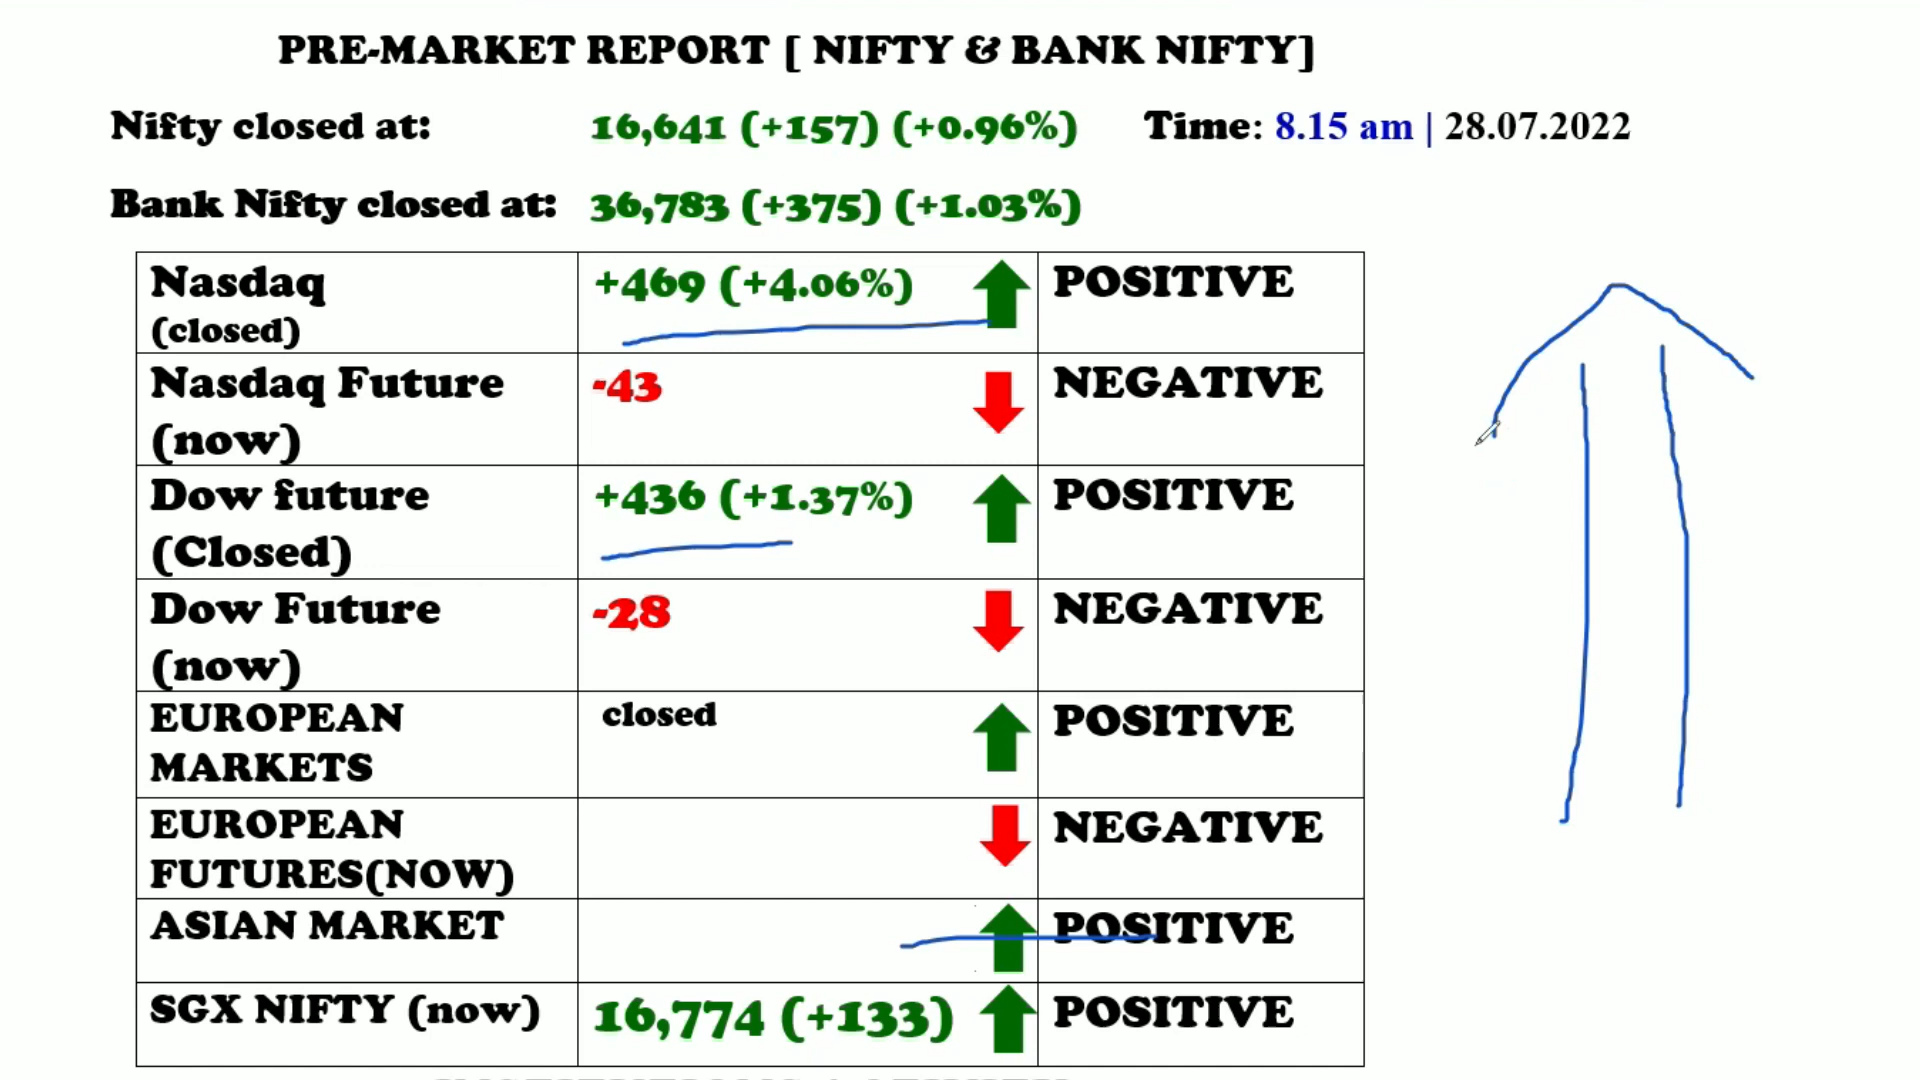 PRE-MARKET REPORT [ NIFTY & BANK NIFTY]
Nifty closed at: 16,641 (+157) (+0.96%) Time: 8.15 am | 28.07.2022
Bank Nifty closed at: 36,783 (+375) (+1.03%)
Nasdaq +469 (+4.06%) POSITIVE
(closed)
Nasdaq Future -43 NEGATIVE
(now)
Dow future +436 (+1.37%) POSITIVE
(Closed)
Dow Future -28 NEGATIVE
(now)
EUROPEAN closed POSITIVE
MARKETS
EUROPEAN NEGATIVE
FUTURES(NOW)
ASIAN MARKET POSITIVE
SGX NIFTY (now) 16,774 (+133) POSITIVE